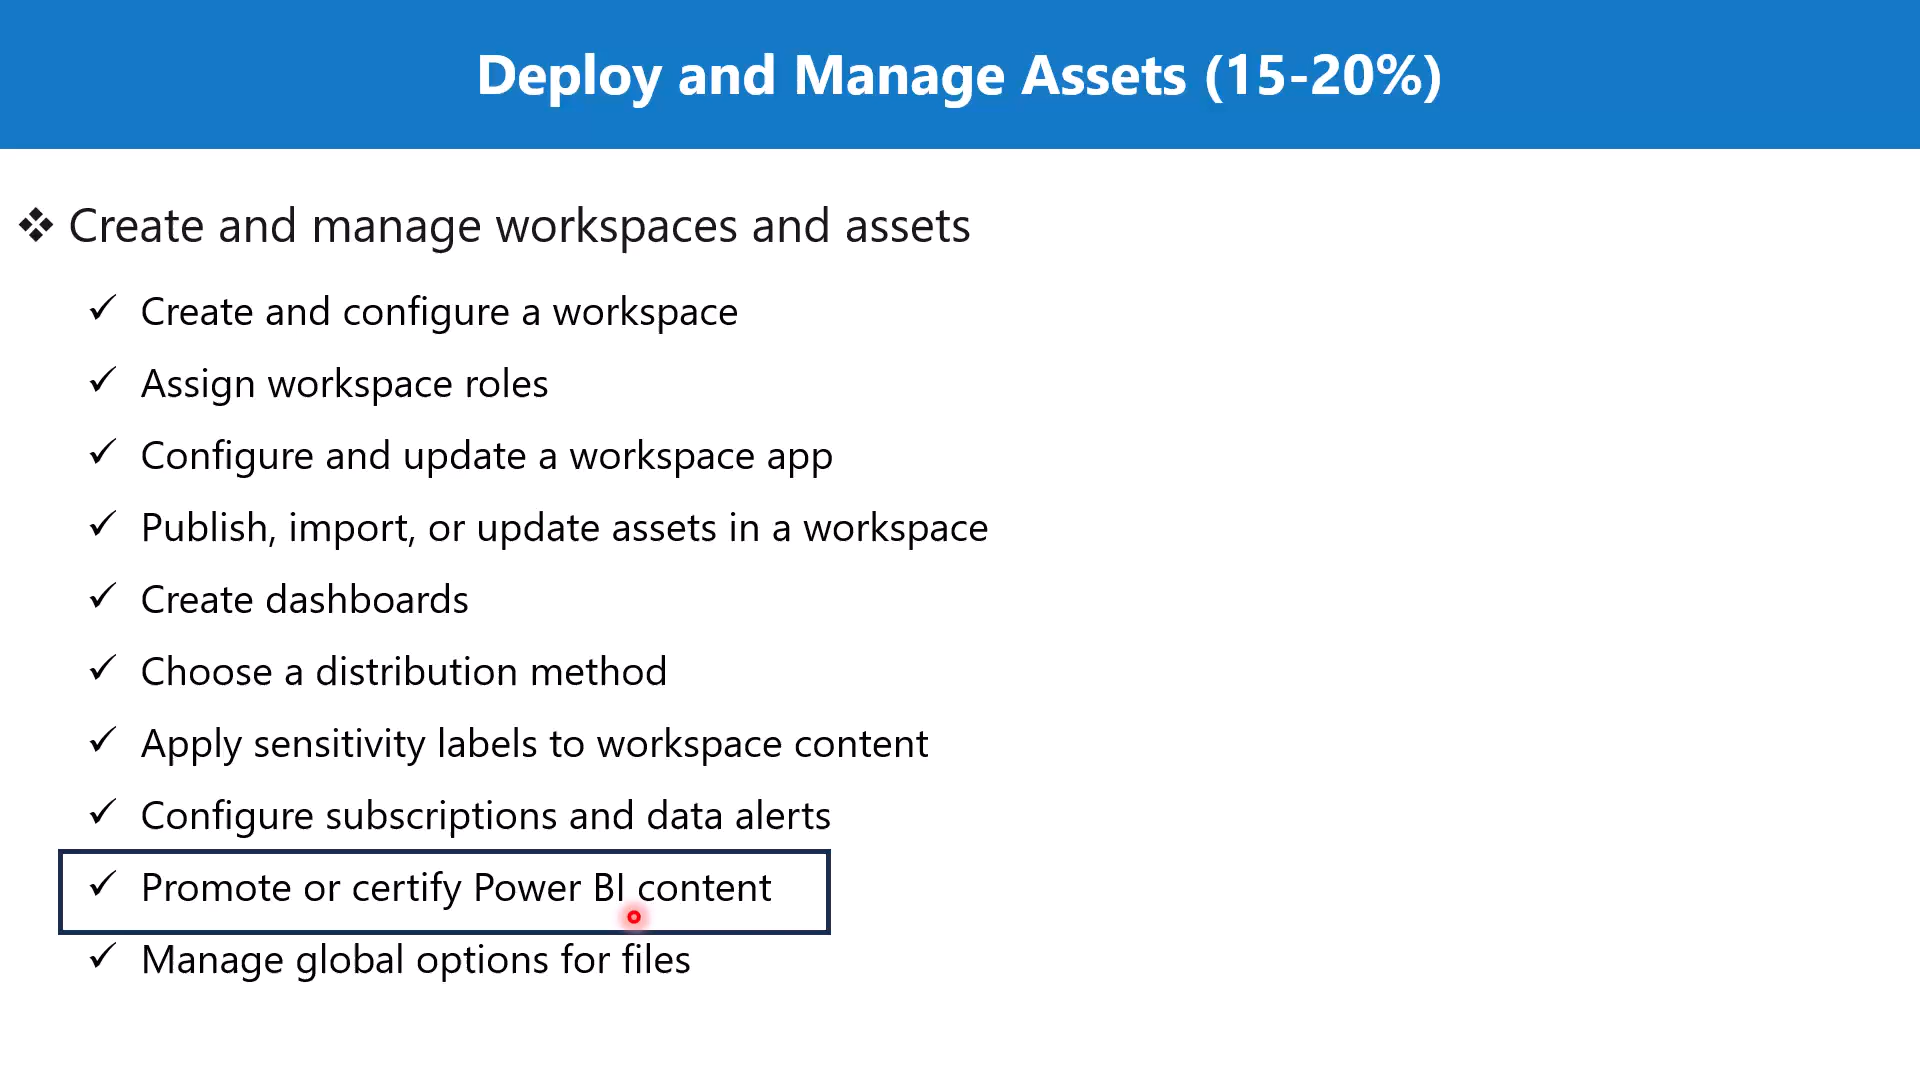 Deploy and Manage Assets (15-20%)
Create and manage workspaces and assets
Create and configure a workspace
Assign workspace roles
Configure and update a workspace app
Publish, import, or update assets in a workspace
Create dashboards
Choose a distribution method
Apply sensitivity labels to workspace content
Configure subscriptions and data alerts
Promote or certify Power BI content
Manage global options for files